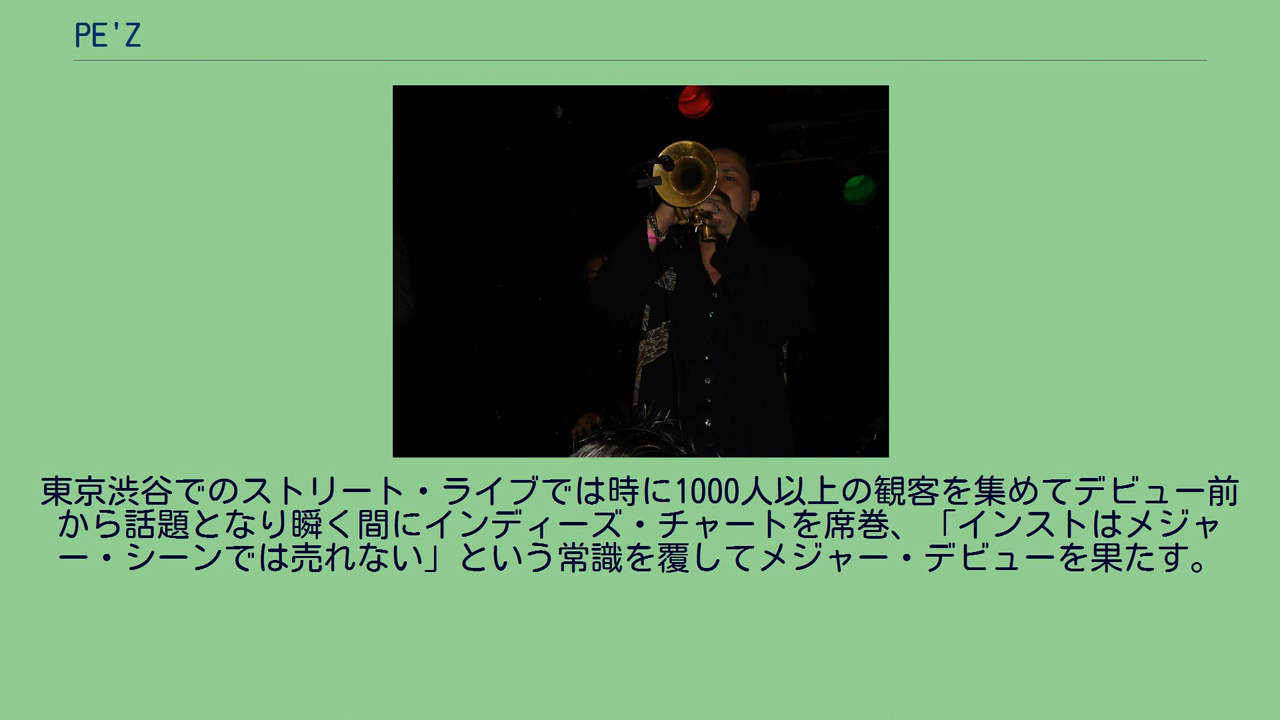 PE'Z
東京渋谷でのストリート・ライブでは時に1000人以上の観客を集めてデビュー前
から話題となり瞬く間にインディーズ・チャートを席巻、「インストはメジャ
ー・シーンでは売れない」という常識を覆してメジャー・デビューを果たす。